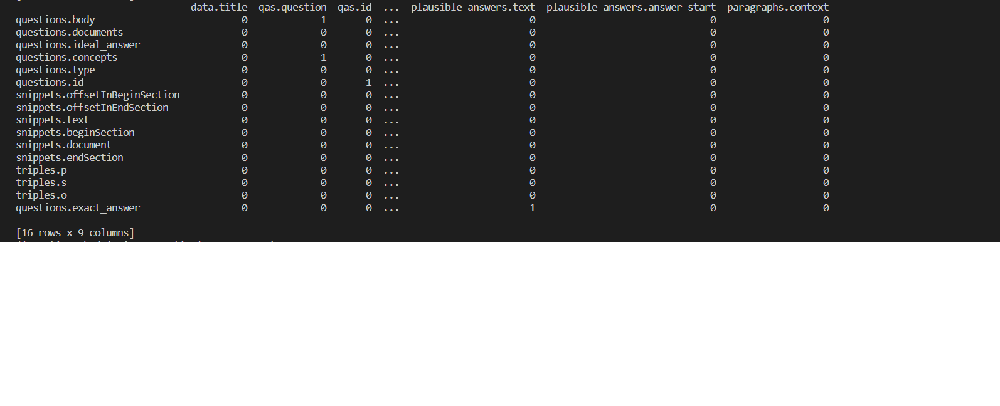 data.title qas.question qas.id ... plausible_answers.text plausible_answers.answer_start paragraphs.context
questions.body 0 1 0 ... 0 0 0
questions.documents 0 0 0 ... 0 0 0
questions.ideal_answer 0 0 0 ... 0 0 0
questions.concepts 0 1 0 ... 0 0 0
questions.type 0 0 0 ... 0 0 0
questions.id 0 0 1 ... 0 0 0
snippets.offsetInBeginSection 0 0 0 ... 0 0 0
snippets.offsetInEndSection 0 0 0 ... 0 0 0
snippets.text 0 0 0 ... 0 0 0
snippets.beginSection 0 0 0 ... 0 0 0
snippets.document 0 0 0 ... 0 0 0
snippets.endSection 0 0 0 ... 0 0 0
triples.p 0 0 0 ... 0 0 0
triples.s 0 0 0 ... 0 0 0
triples.o 0 0 0 ... 0 0 0
questions.exact_answer 0 0 0 ... 1 0 0
[16 rows x 9 columns]